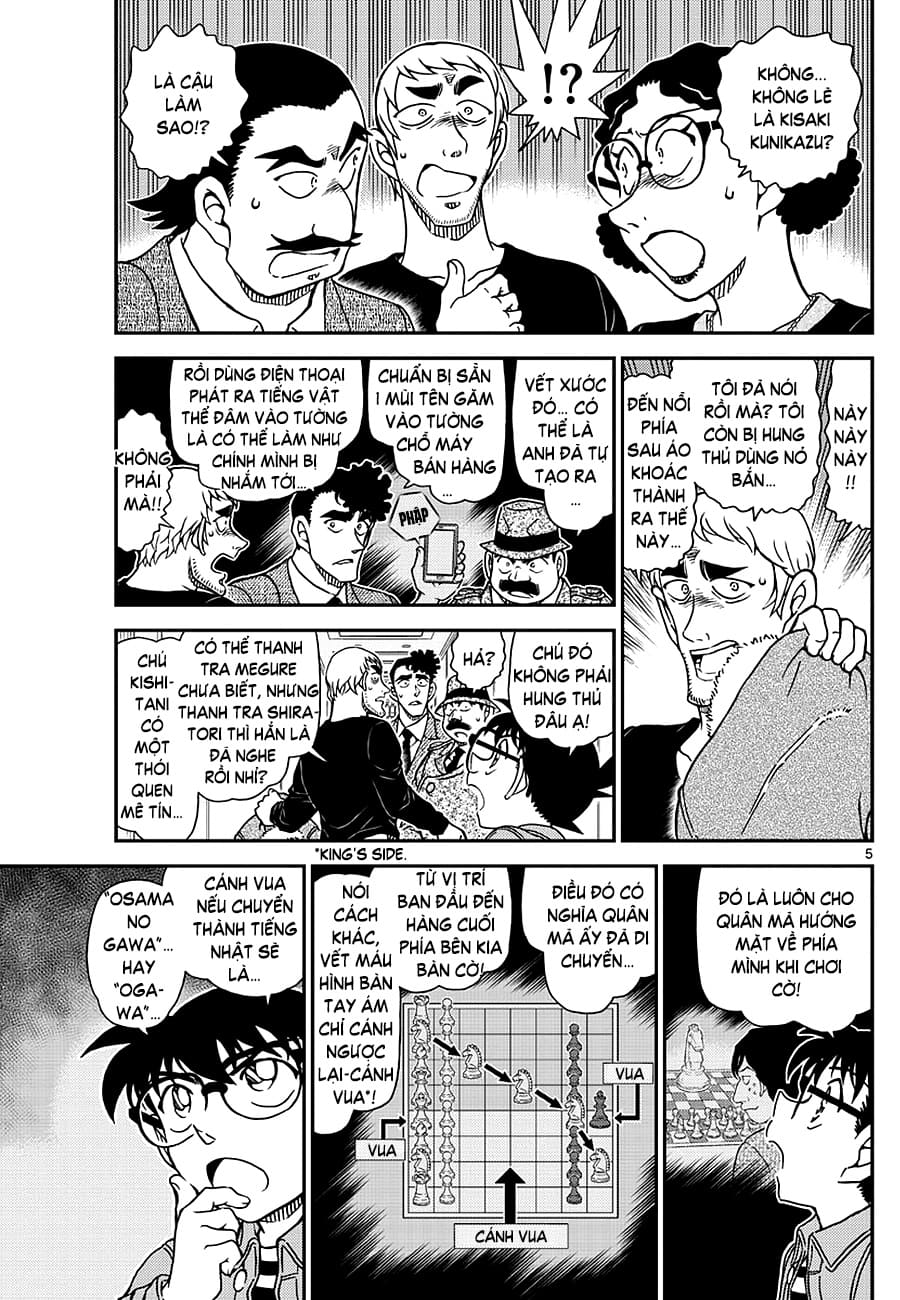 KHÔNG...
KHÔNG LẼ
LÀ KISAKI
KUNIKAZU?
!?
LÀ CẬU
LÀM
SAO!?
NÀY
NÀY
NÀY
!!
TÔI ĐÃ NÓI
RỒI MÀ? TÔI
CÒN BỊ HUNG
THỦ DÙNG NÓ
BẮN...
ĐẾN NỔI
PHÍA
SAU ÁO
KHOÁC
THÀNH
RA THẾ
NÀY...
VẾT XƯỚC
ĐÓ... CÓ
THỂ LÀ
ANH ĐÃ TỰ
TẠO RA
...
CHUẨN BỊ SẲN
1 MŨI TÊN GĂM
VÀO TƯỜNG
CHỔ MÁY
BÁN HÀNG
...
RỒI DÙNG ĐIỆN THOẠI
PHÁT RA TIẾNG VẬT
THỂ ĐÂM VÀO TƯỜNG
LÀ CÓ THỂ LÀM NHƯ
CHÍNH MÌNH BỊ
NHẮM TỚI...
PHẬP
KHÔNG
PHẢI
MÀ!!
CHÚ ĐÓ
KHÔNG PHẢI
HUNG THỦ
ĐÂU Ạ!
HẢ?
CÓ THỂ THANH
TRA MEGURE
CHƯA BIẾT, NHƯNG
THANH TRA SHIRA-
TORI THÌ HẲN LÀ
ĐÃ NGHE
RỒI NHỈ?
CHÚ
KISHI-
TANI
CÓ
MỘT
THÓI
QUEN
MÊ TÍN...
5
ĐÓ LÀ LUÔN CHO
QUÂN MÃ HƯỚNG
MẶT VỀ PHÍA
MÌNH KHI CHƠI
CỜ!
*KING'S SIDE.
ĐIỀU ĐÓ CÓ
NGHĨA QUÂN
MÃ ẤY ĐÃ DI
CHUYỂN...
TỪ VỊ TRÍ
BAN ĐẦU ĐẾN
HÀNG CUỐI
PHÍA BÊN KIA
BÀN CỜ!
NÓI
CÁCH
KHÁC,
VẾT MÁU
HÌNH BÀN
TAY ÁM
CHỈ CÁNH
NGƯỢC
LẠI-CÁNH
VUA*!
VUA
VUA
CÁNH VUA
CÁNH VUA
NẾU CHUYỂN
THÀNH TIẾNG
NHẬT SẼ
LÀ...
"OSAMA
NO
GAWA"...
HAY
"OGA-
WA"...